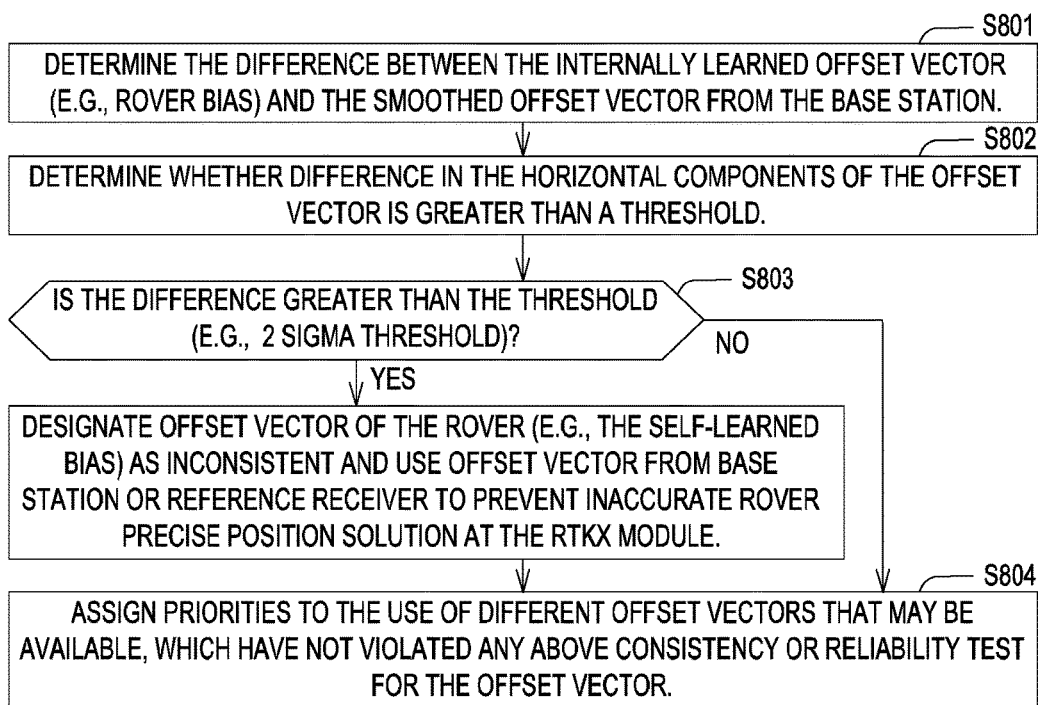 S801
DETERMINE THE DIFFERENCE BETWEEN THE INTERNALLY LEARNED OFFSET VECTOR
(E.G., ROVER BIAS) AND THE SMOOTHED OFFSET VECTOR FROM THE BASE STATION.
S802
DETERMINE WHETHER DIFFERENCE IN THE HORIZONTAL COMPONENTS OF THE OFFSET
VECTOR IS GREATER THAN A THRESHOLD.
S803
IS THE DIFFERENCE GREATER THAN THE THRESHOLD
(E.G., 2 SIGMA THRESHOLD)?
NO
YES
DESIGNATE OFFSET VECTOR OF THE ROVER (E.G., THE SELF-LEARNED
BIAS) AS INCONSISTENT AND USE OFFSET VECTOR FROM BASE
STATION OR REFERENCE RECEIVER TO PREVENT INACCURATE ROVER
PRECISE POSITION SOLUTION AT THE RTKX MODULE.
S804
ASSIGN PRIORITIES TO THE USE OF DIFFERENT OFFSET VECTORS THAT MAY BE
AVAILABLE, WHICH HAVE NOT VIOLATED ANY ABOVE CONSISTENCY OR RELIABILITY TEST
FOR THE OFFSET VECTOR.